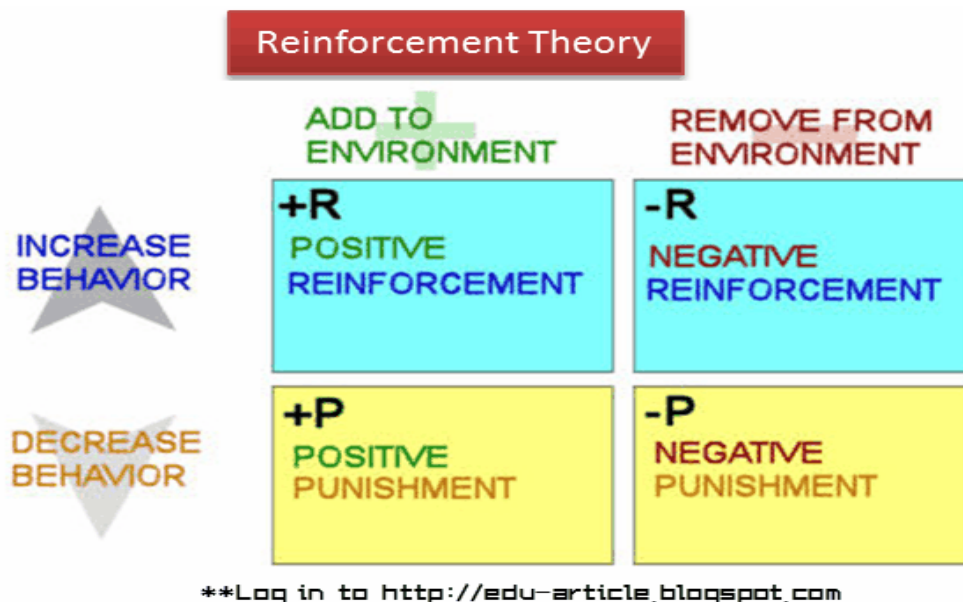 Reinforcement Theory
ADD TO
ENVIRONMENT
REMOVE FROM
ENVIRONMENT
INCREASE
BEHAVIOR
+R
POSITIVE
REINFORCEMENT
-R
NEGATIVE
REINFORCEMENT
DECREASE
BEHAVIOR
+P
POSITIVE
PUNISHMENT
-P
NEGATIVE
PUNISHMENT
**Log in to http://edu-article.blogspot.com